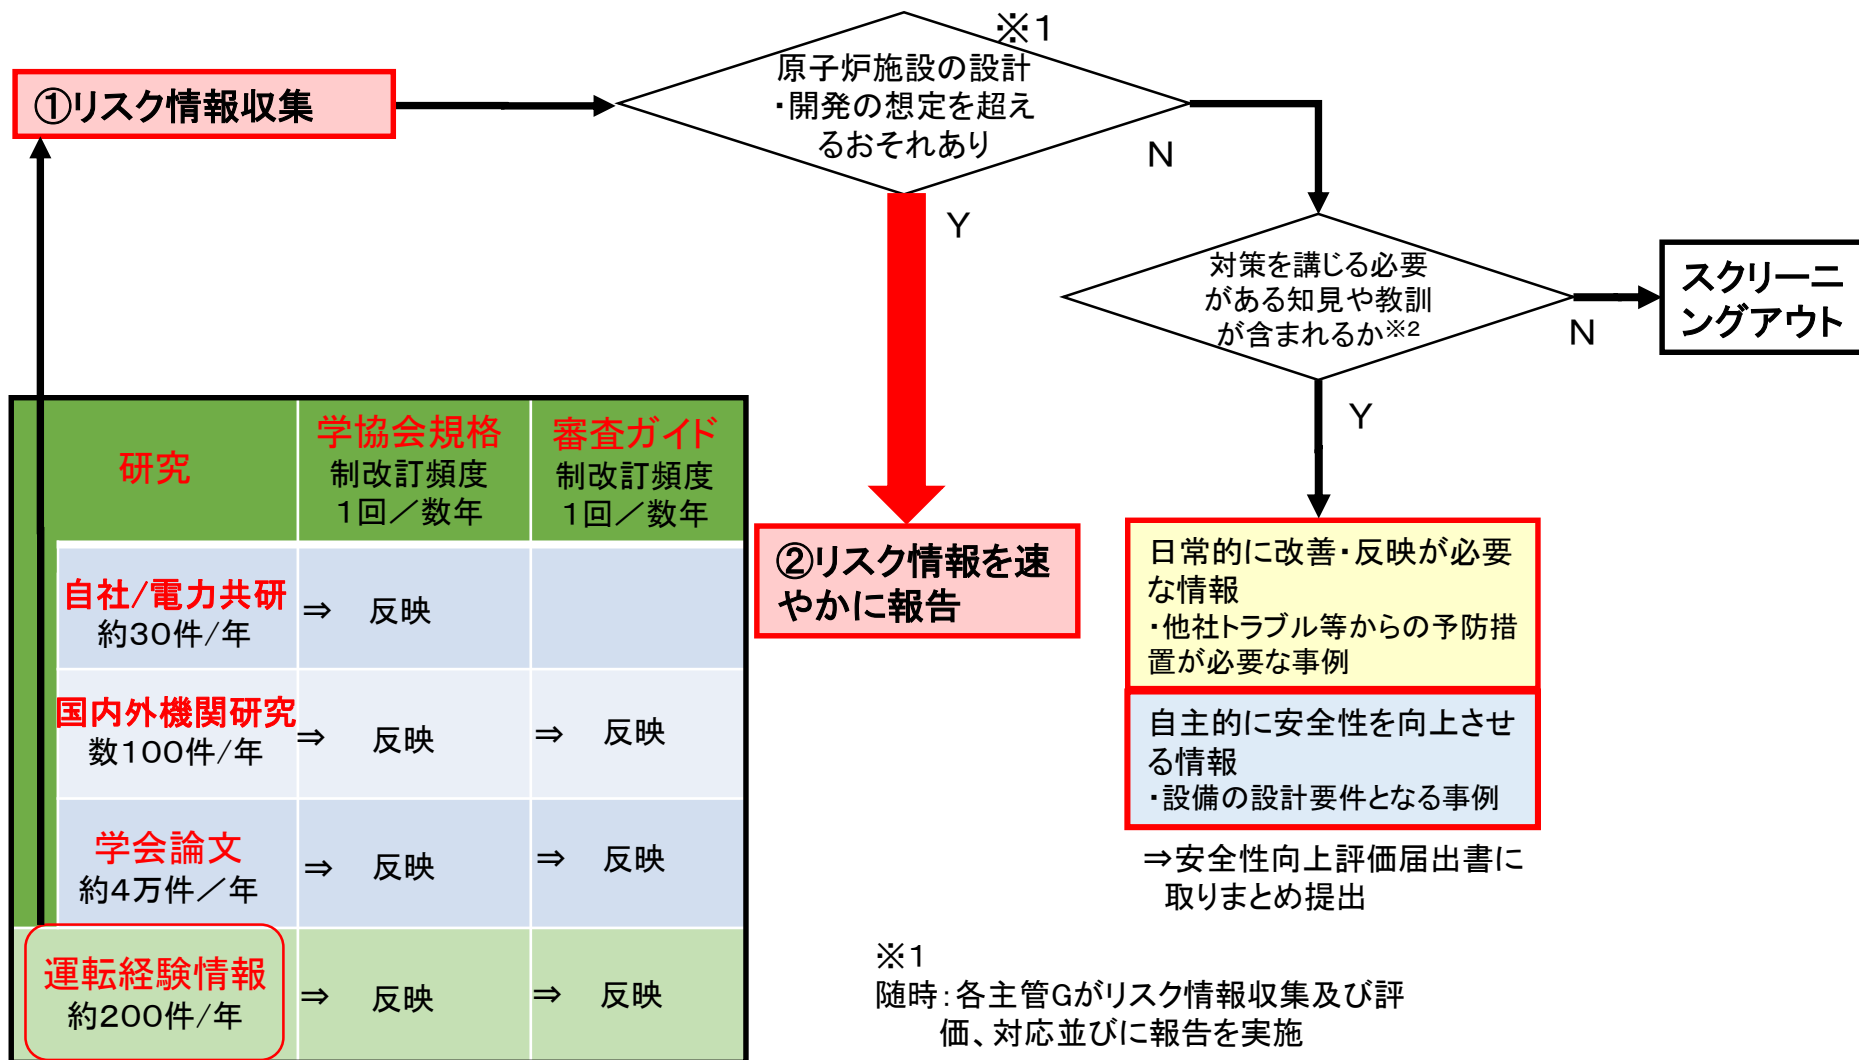 ※1
原子炉施設の設計
・開発の想定を超え
るおそれあり
①リスク情報収集
N
Y
対策を講じる必要
がある知見や教訓
が含まれるか※2
N
スクリーニ
ングアウト
Y
研究
学協会規格
制改訂頻度
1回／数年
審査ガイド
制改訂頻度
1回／数年
自社/電力共研
約30件/年
⇒ 反映
国内外機関研究
数100件/年
⇒ 反映
⇒ 反映
学会論文
約4万件／年
⇒ 反映
⇒ 反映
運転経験情報
約200件/年
⇒ 反映
⇒ 反映
②リスク情報を速
やかに報告
日常的に改善・反映が必要
な情報
・他社トラブル等からの予防措
置が必要な事例
自主的に安全性を向上させ
る情報
・設備の設計要件となる事例
⇒安全性向上評価届出書に
取りまとめ提出
※1
随時：各主管Gがリスク情報収集及び評
価、対応並びに報告を実施